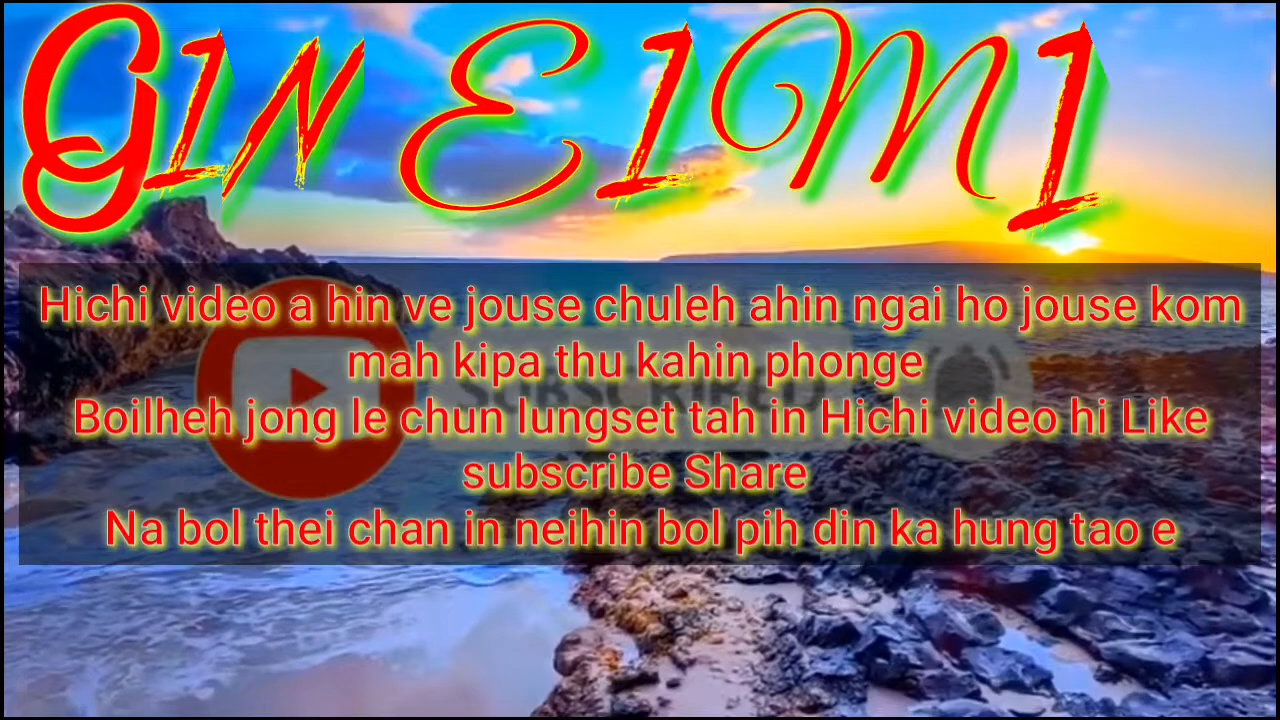 GIN EIMI
Hichi video a hin ve jouse chuleh ahin ngai ho jouse kom
mah kipa thu kahin phonge
Boilheh jong le chun lungset tah in Hichi video hi Like
subscribe Share
Na bol thei chan in neihin bol pih din ka hung tao e
SUBSCRIBED